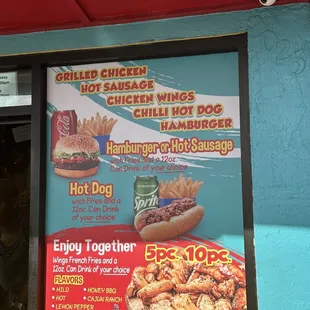 GRILLED CHICKEN
HOT SAUSAGE
CHICKEN WINGS
CHILLI HOT DOG
HAMBURGER
Hamburger or Hot Sausage
with Fries and a 12oz.
Can Drink of your choice
Hot Dog
with Fries and a
12oz. Can Drink
of your choice
Sprite
Enjoy Together
Wings French Fries and a
12oz. Can Drink of your choice
5pc. 10pc.
FLAVORS
• MILD
• HOT
• LEMON PEPPER
• HONEY BBQ
• CAJUN RANCH